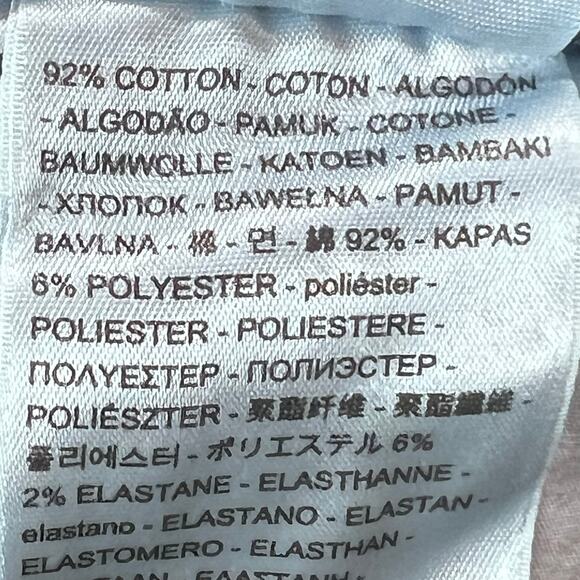 92% COTTON - COTON - ALGODÓN
- ALGODÃO - PAMUK - COTONE -
BAUMWOLLE - KATOEN - BAMBAKI
- ХЛОПОК - BAWEŁNA - PAMUT -
BAVLNA - 棉 - 면 - 綿 92% - KAPAS
6% POLYESTER - poliéster -
POLIESTER - POLIESTERE -
ΠΟΛΥΕΣΤΕΡ - ПОЛИЭСТЕР -
POLIÉSZTER - 聚酯纤维 - 聚酯纖維 -
폴리에스터 - ポリエステル 6%
2% ELASTANE - ELASTHANNE -
elastano - ELASTANO - ELASTAN -
ELASTOMERO - ELASTHAN -